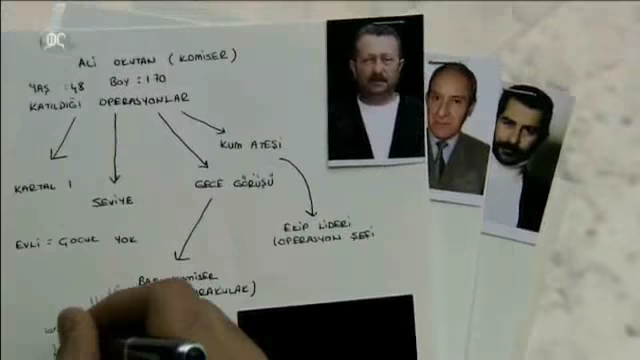 ALİ OKUTAN (KOMİSER)
YAŞ : 48 BOY : 1.70
KATILDIĞI OPERASYONLAR
KUM ATEŞİ
KARTAL 1
SEVİYE
GECE GÖRÜŞÜ
EKİP LİDERİ
(OPERASYON ŞEFİ
EVLİ = ÇOCUK YOK